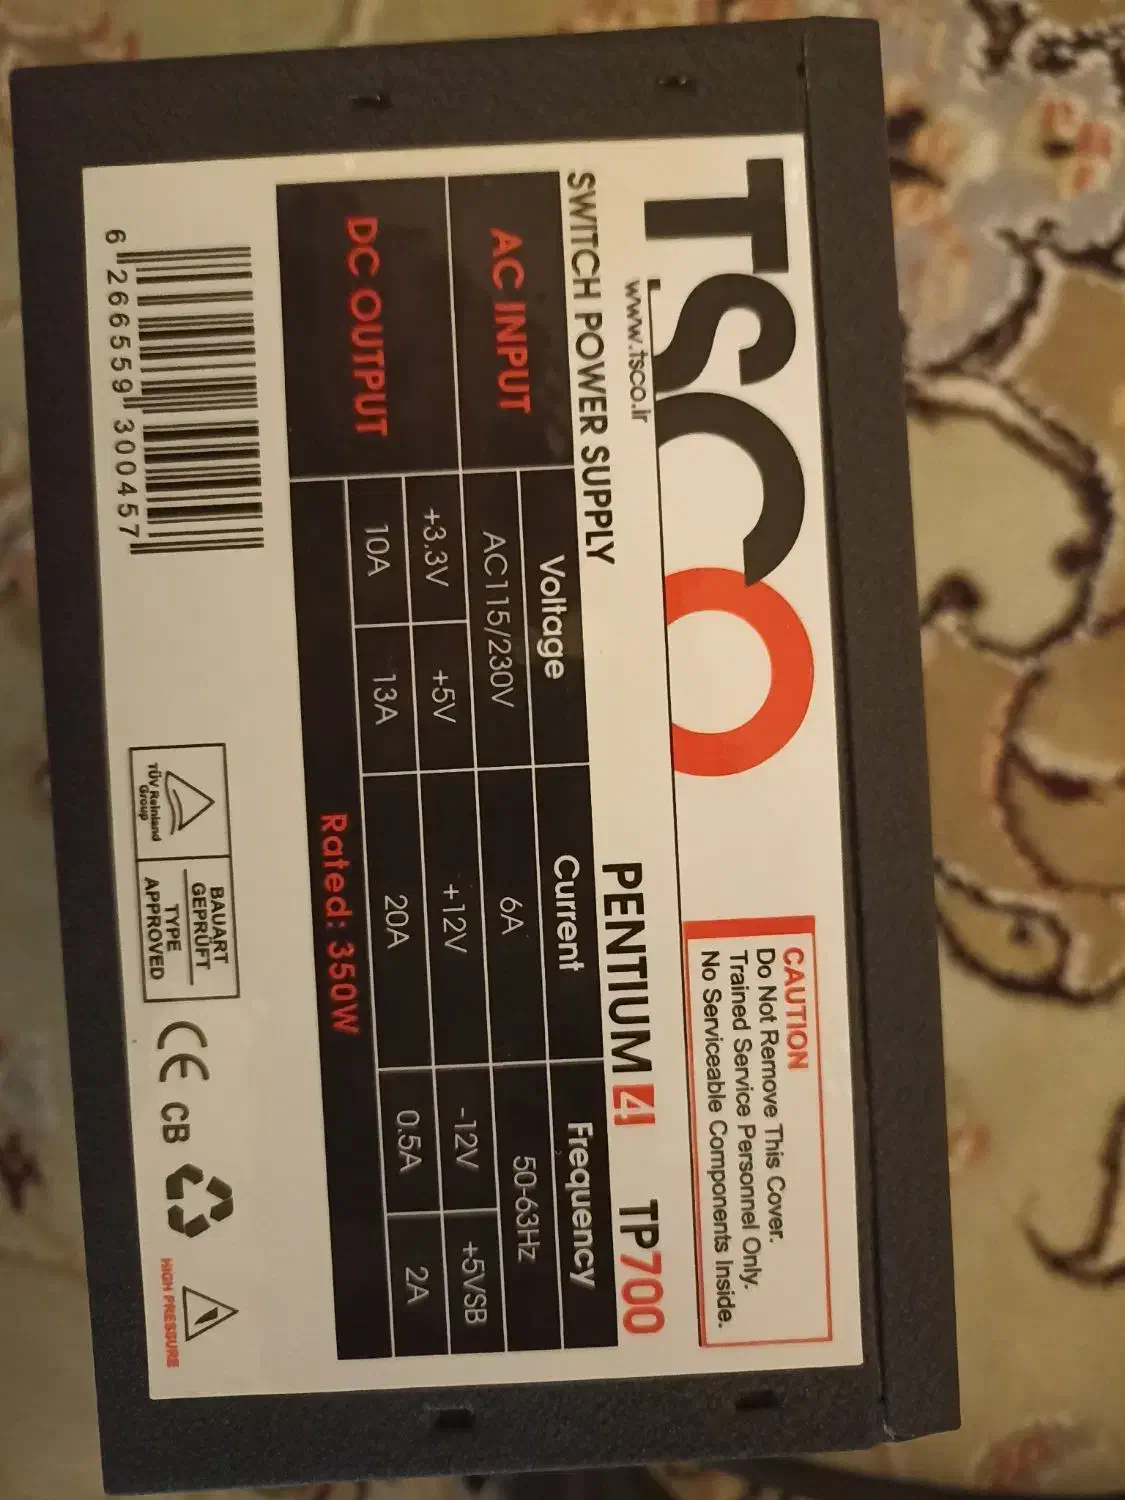 TSCO
www.tsco.ir
CAUTION
Do Not Remove This Cover.
Trained Service Personnel Only.
No Serviceable Components Inside.
SWITCH POWER SUPPLY PENTIUM 4 TP700
Voltage Current Frequency
AC INPUT AC115/230V 6A 50-63Hz
DC OUTPUT +3.3V +5V +12V -12V +5VSB
10A 13A 20A 0.5A 2A
Rated: 350W
6 266559 300457
TÜV Reinland
Group
BAUART
GEPRÜFT
TYPE
APPROVED
CE CB
HIGH PRESSURE